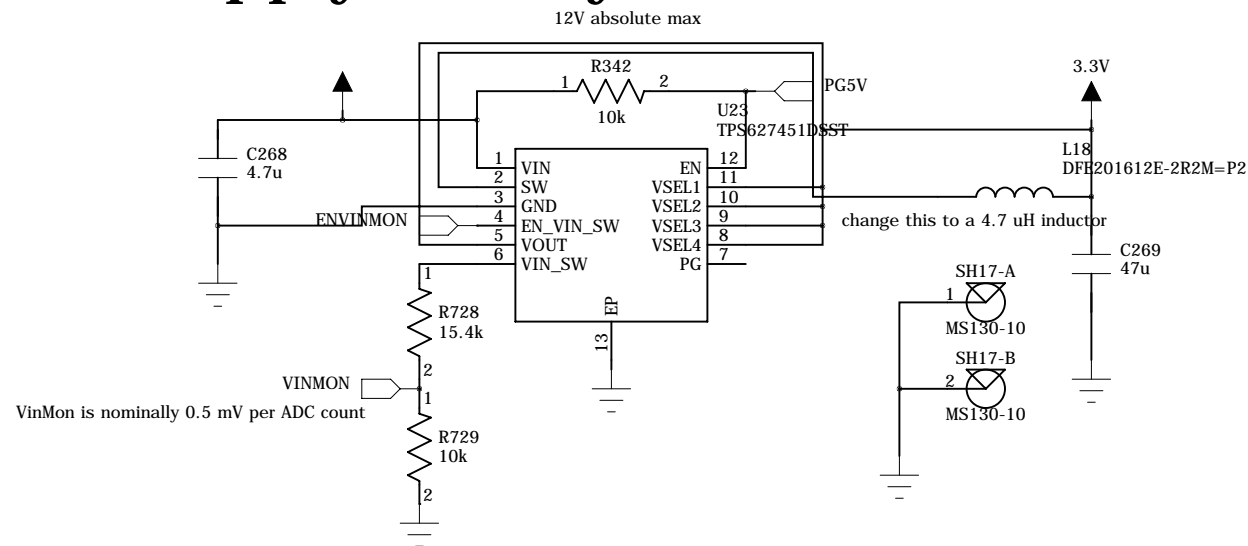 12V absolute max
R342
1
2
10k
PG5V
3.3V
U23
TPS627451DSST
C268
4.7u
L18
DFE201612E-2R2M=P2
1 VIN EN 12
2 SW VSEL1 11
3 GND VSEL2 10
4 EN_VIN_SW VSEL3 9
5 VOUT VSEL4 8
6 VIN_SW PG 7
EP
13
ENVINMON
change this to a 4.7 uH inductor
C269
47u
1
R728
15.4k
2
SH17-A
1
MS130-10
SH17-B
2
MS130-10
VINMON
VinMon is nominally 0.5 mV per ADC count
1
R729
10k
2